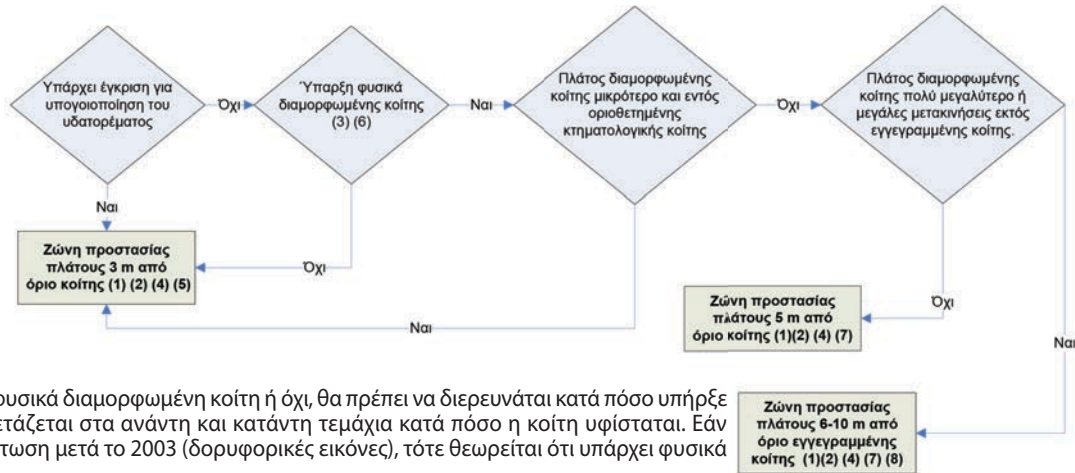 Υπάρχει έγκριση για
υπογοιοποίηση του
υδατορέματος
Όχι
Ύπαρξη φυσικά
διαμορφωμένης κοίτης
(3) (6)
Ναι
Πλάτος διαμορφωμένης
κοίτης μικρότερο και εντός
οριοθετημένης
κτηματολογικής κοίτης
Όχι
Πλάτος διαμορφωμένης
κοίτης πολύ μεγαλύτερο ή
μεγάλες μετακινήσεις εκτός
εγγεγραμμένης κοίτης.
Ναι
Ζώνη προστασίας
πλάτους 3 m από
όριο κοίτης (1) (2) (4) (5)
Όχι
Ναι
Ζώνη προστασίας
πλάτους 5 m από
όριο κοίτης (1)(2) (4) (7)
Όχι
Ναι
φυσικά διαμορφωμένη κοίτη ή όχι, θα πρέπει να διερευνάται κατά πόσο υπήρξε
ετάζεται στα ανάντη και κατάντη τεμάχια κατά πόσο η κοίτη υφίσταται. Εάν
τωση μετά το 2003 (δορυφορικές εικόνες), τότε θεωρείται ότι υπάρχει φυσικά
Ζώνη προστασίας
πλάτους 6-10 m από
όριο εγγεγραμμένης
κοίτης (1)(2) (4) (7) (8)